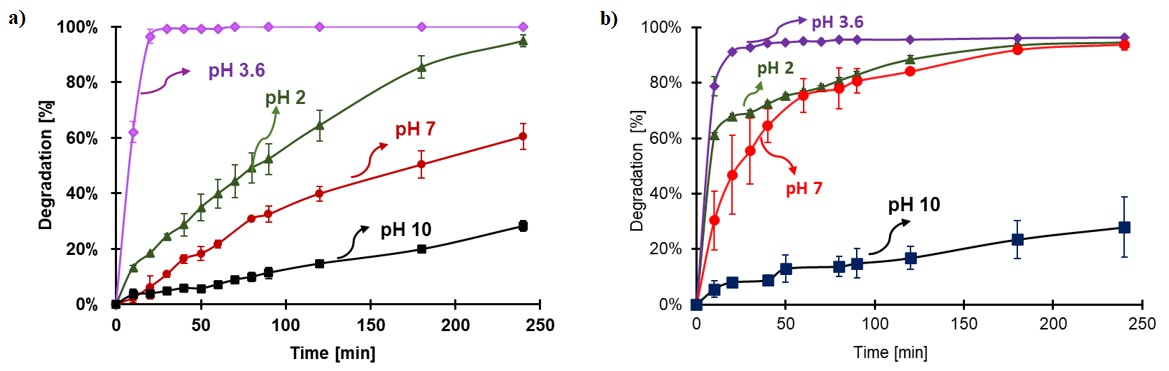 a)
100%
80%
60%
40%
20%
0%
Degradation [%]
pH 3.6
pH 2
pH 7
pH 10
0 50 100 150 200 250
Time [min]
b)
100%
80%
60%
40%
20%
0%
Degradation [%]
pH 3.6
pH 2
pH 7
pH 10
0 50 100 150 200 250
Time [min]